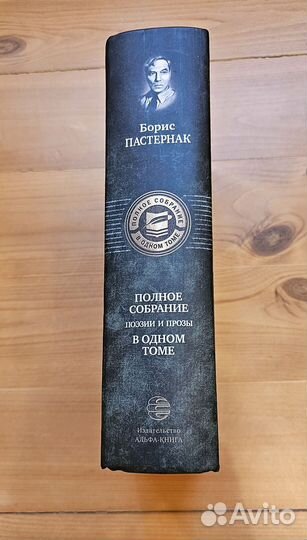 Борис
ПАСТЕРНАК
ПОЛНОЕ СОБРАНИЕ
В ОДНОМ ТОМЕ
ПОЛНОЕ
СОБРАНИЕ
ПОЭЗИИ И ПРОЗЫ
В ОДНОМ
ТОМЕ
Издательство
АЛЬФА-КНИГА
Avito